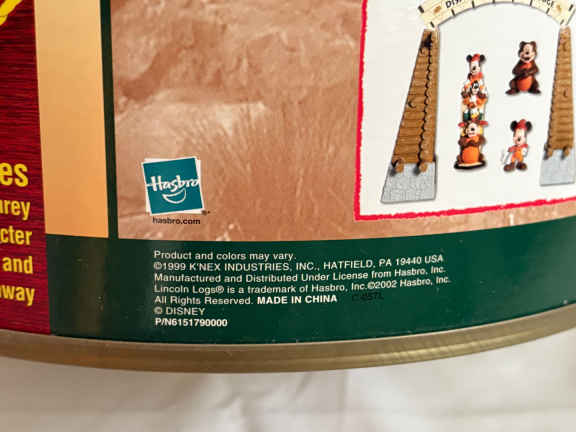 es
urey
cter
and
away
Hasbro
hasbro.com
Product and colors may vary.
©1999 K'NEX INDUSTRIES, INC., HATFIELD, PA 19440 USA
Manufactured and Distributed Under License from Hasbro, Inc.
Lincoln Logs® is a trademark of Hasbro, Inc.©2002 Hasbro, Inc.
All Rights Reserved. MADE IN CHINA
© DISNEY
P/N6151790000